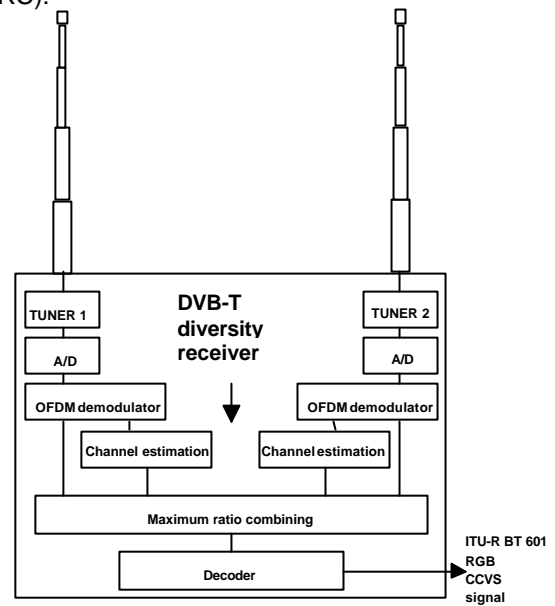 RC).
DVB-T
diversity
receiver
TUNER 1
TUNER 2
A/D
A/D
OFDM demodulator
OFDM demodulator
Channel estimation
Channel estimation
Maximum ratio combining
Decoder
ITU-R BT 601
RGB
CCVS
signal